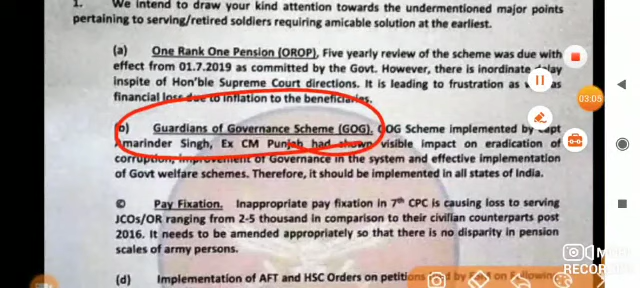 1. We intend to draw your kind attention towards the undermentioned major points
pertaining to serving/retired soldiers requiring amicable solution at the earliest.
(a) One Rank One Pension (OROP), Five yearly review of the scheme was due with
effect from 01.7.2019 as committed by the Govt. However, there is inordinate delay
inspite of Hon'ble Supreme Court directions. It is leading to frustration as well as
financial loss due to inflation to the beneficiaries.
03:05
b) Guardians of Governance Scheme (GOG). GOG Scheme implemented by Capt
Amarinder Singh, Ex CM Punjab had shown visible impact on eradication of
corruption, improvement of Governance in the system and effective implementation
of Govt welfare schemes. Therefore, it should be implemented in all states of India.
© Pay Fixation. Inappropriate pay fixation in 7th CPC is causing loss to serving
JCOs/OR ranging from 2-5 thousand in comparison to their civilian counterparts post
2016. It needs to be amended appropriately so that there is no disparity in pension
scales of army persons.
(d) Implementation of AFT and HSC Orders on petitions by on Following
RECOR